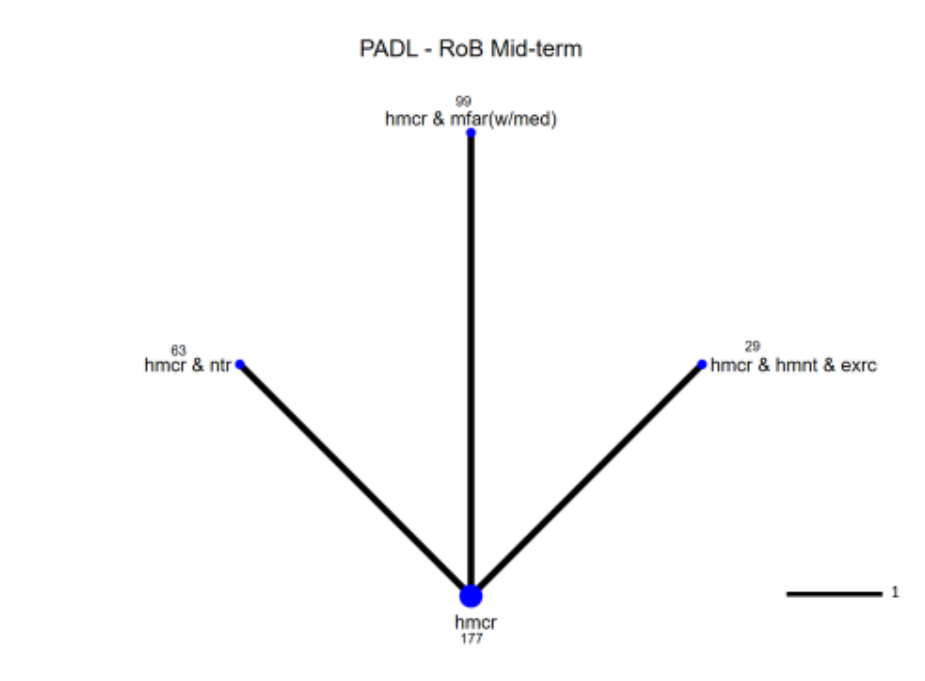 PADL - RoB Mid-term
99
hmcr & mfar(w/med)
63
hmcr & ntr
29
hmcr & hmnt & exrc
1
hmcr
177